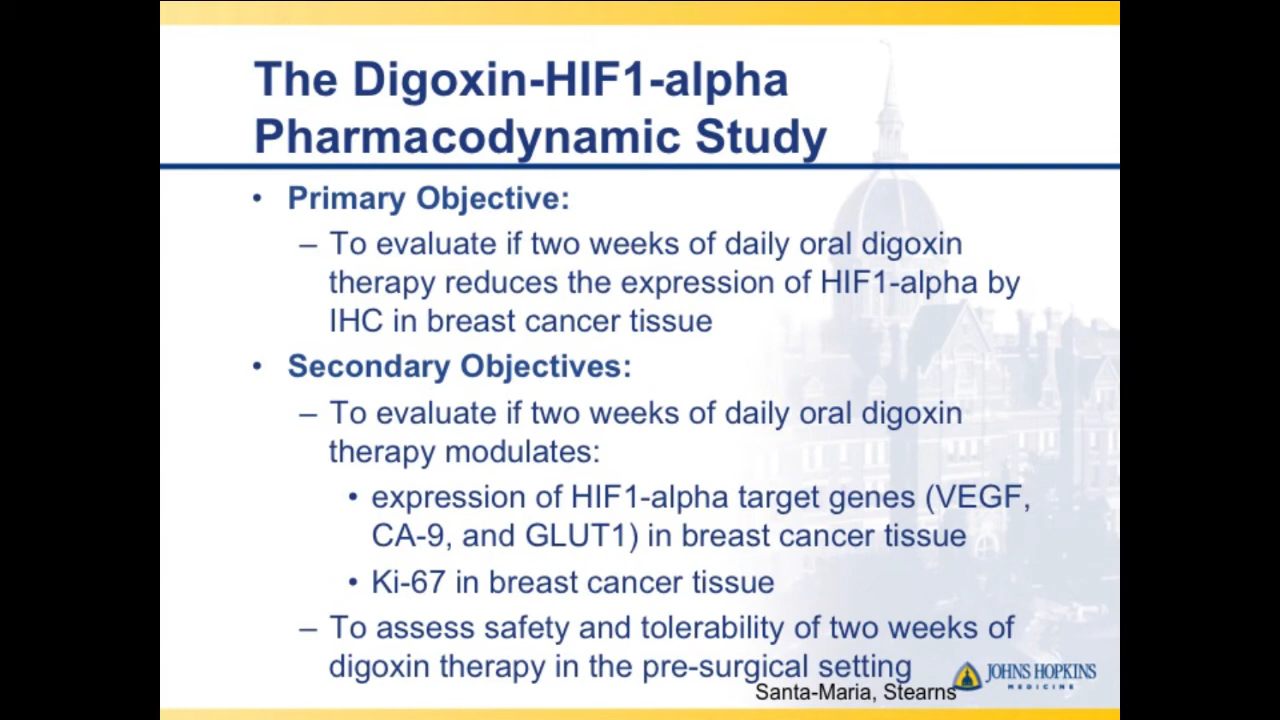 The Digoxin-HIF1-alpha
Pharmacodynamic Study
• Primary Objective:
– To evaluate if two weeks of daily oral digoxin
therapy reduces the expression of HIF1-alpha by
IHC in breast cancer tissue
• Secondary Objectives:
– To evaluate if two weeks of daily oral digoxin
therapy modulates:
• expression of HIF1-alpha target genes (VEGF,
CA-9, and GLUT1) in breast cancer tissue
• Ki-67 in breast cancer tissue
– To assess safety and tolerability of two weeks of
digoxin therapy in the pre-surgical setting
JOHNS HOPKINS
MEDICINE
Santa-Maria, Stearns